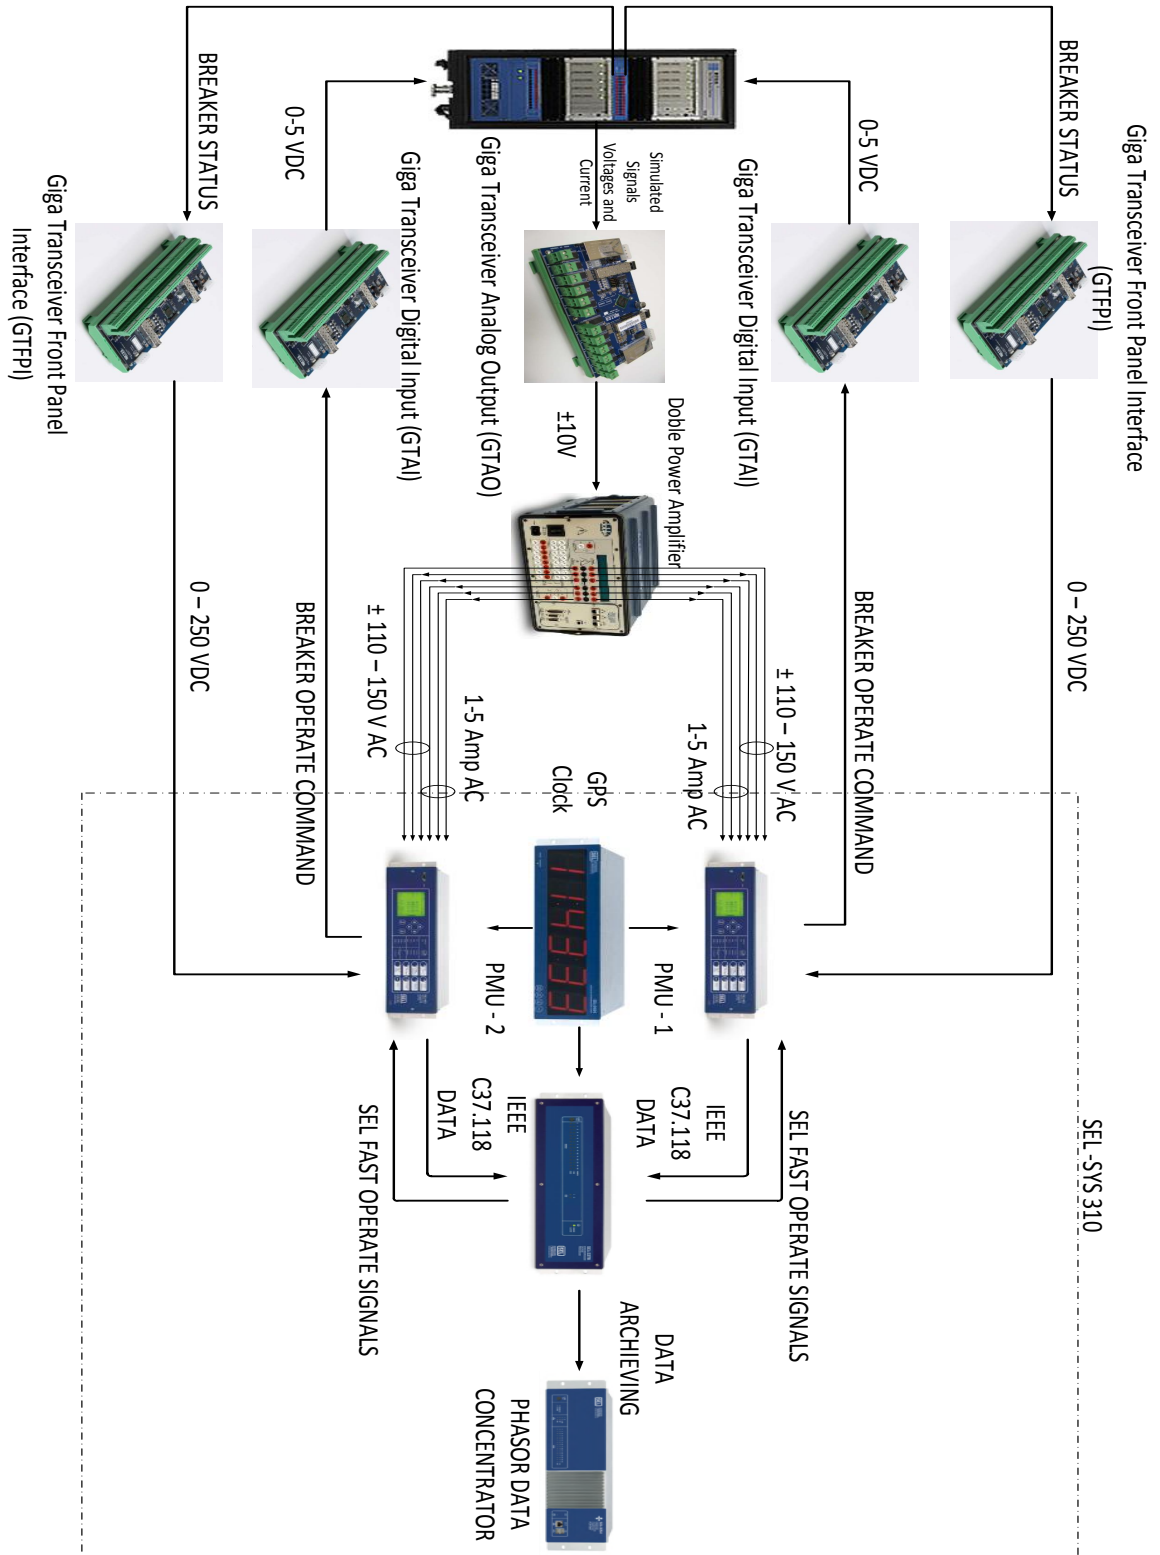 Giga Transceiver Front Panel Interface
(GTFPI)
BREAKER STATUS
0 – 250 VDC
SEL -SYS 310
0-5 VDC
BREAKER OPERATE COMMAND
Giga Transceiver Digital Input (GTAI)
± 110 – 150 V AC
1-5 Amp AC
SEL FAST OPERATE SIGNALS
IEEE
C37.118
DATA
PMU - 1
Simulated
Signals
Voltages and
Current
Doble Power Amplifier
±10V
Giga Transceiver Analog Output (GTAO)
GPS
Clock
DATA
ARCHIEVING
PHASOR DATA
CONCENTRATOR
PMU - 2
IEEE
C37.118
DATA
1-5 Amp AC
± 110 – 150 V AC
SEL FAST OPERATE SIGNALS
Giga Transceiver Digital Input (GTAI)
0-5 VDC
BREAKER OPERATE COMMAND
BREAKER STATUS
0 – 250 VDC
Giga Transceiver Front Panel
Interface (GTFPI)